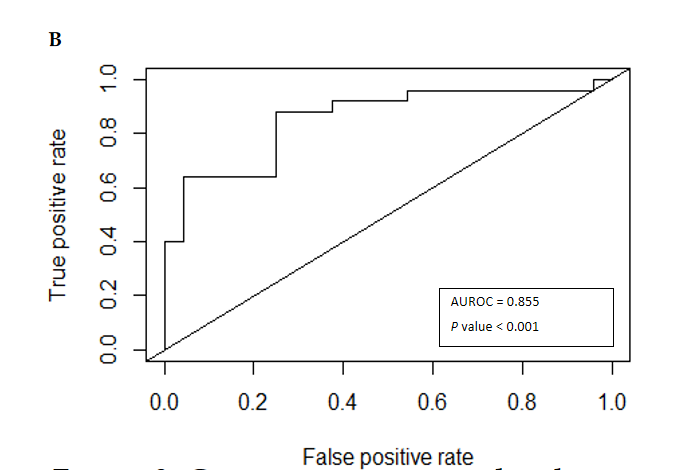 B
True positive rate
1.0
0.8
0.6
0.4
0.2
0.0
AUROC = 0.855
P value < 0.001
0.0 0.2 0.4 0.6 0.8 1.0
False positive rate